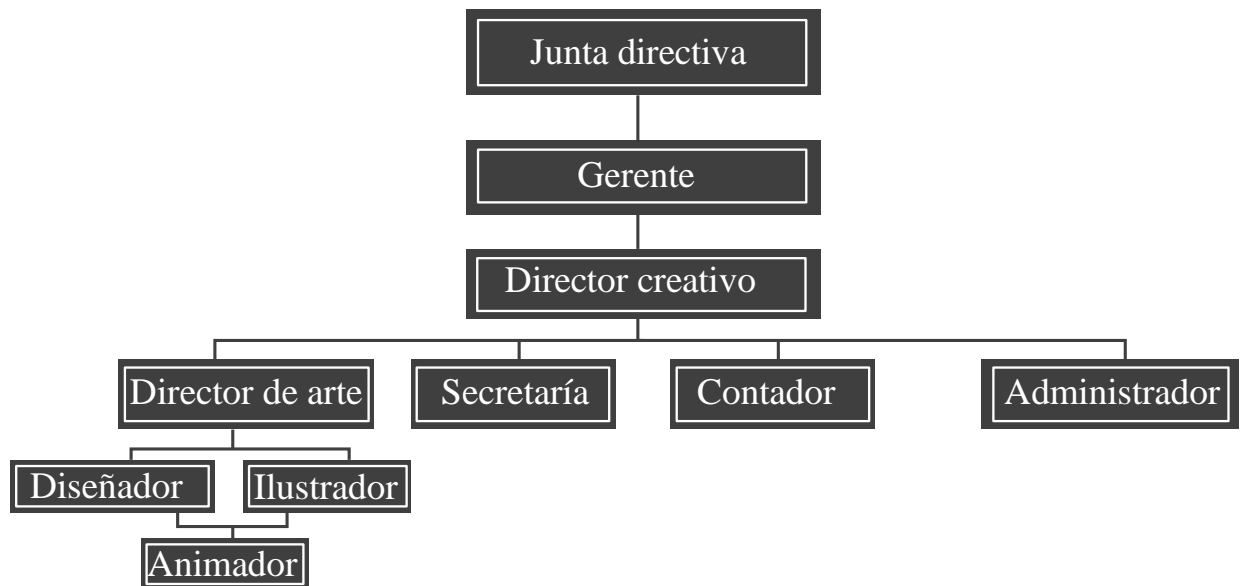 Junta directiva
Gerente
Director creativo
Director de arte
Secretaría
Contador
Administrador
Diseñador
Ilustrador
Animador